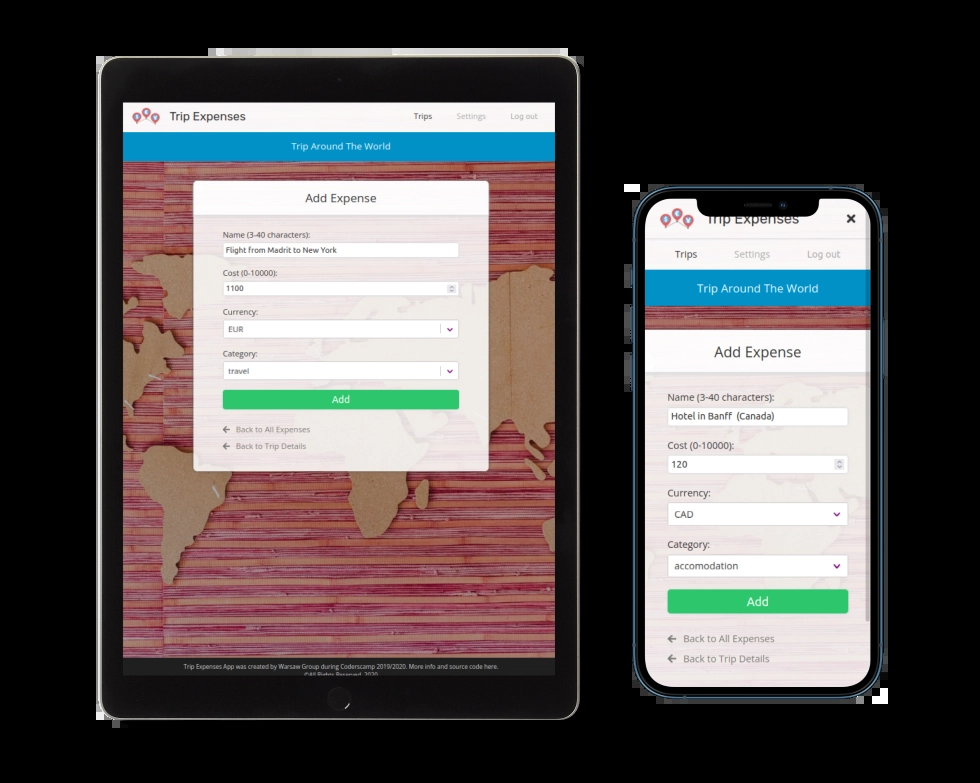 Trip Expenses
Trips Settings Log out
Trip Around The World
Add Expense
Name (3-40 characters):
Flight from Madrit to New York
Cost (0-10000):
1100
Currency:
EUR
Category:
travel
Add
Back to All Expenses
Back to Trip Details
Trip Expenses App was created by Warsaw Group during Coderscamp 2019/2020. More info and source code here.
©All Rights Reserved, 2020
Trip Expenses
Trips Settings Log out
Trip Around The World
Add Expense
Name (3-40 characters):
Hotel in Banff (Canada)
Cost (0-10000):
120
Currency:
CAD
Category:
accomodation
Add
Back to All Expenses
Back to Trip Details